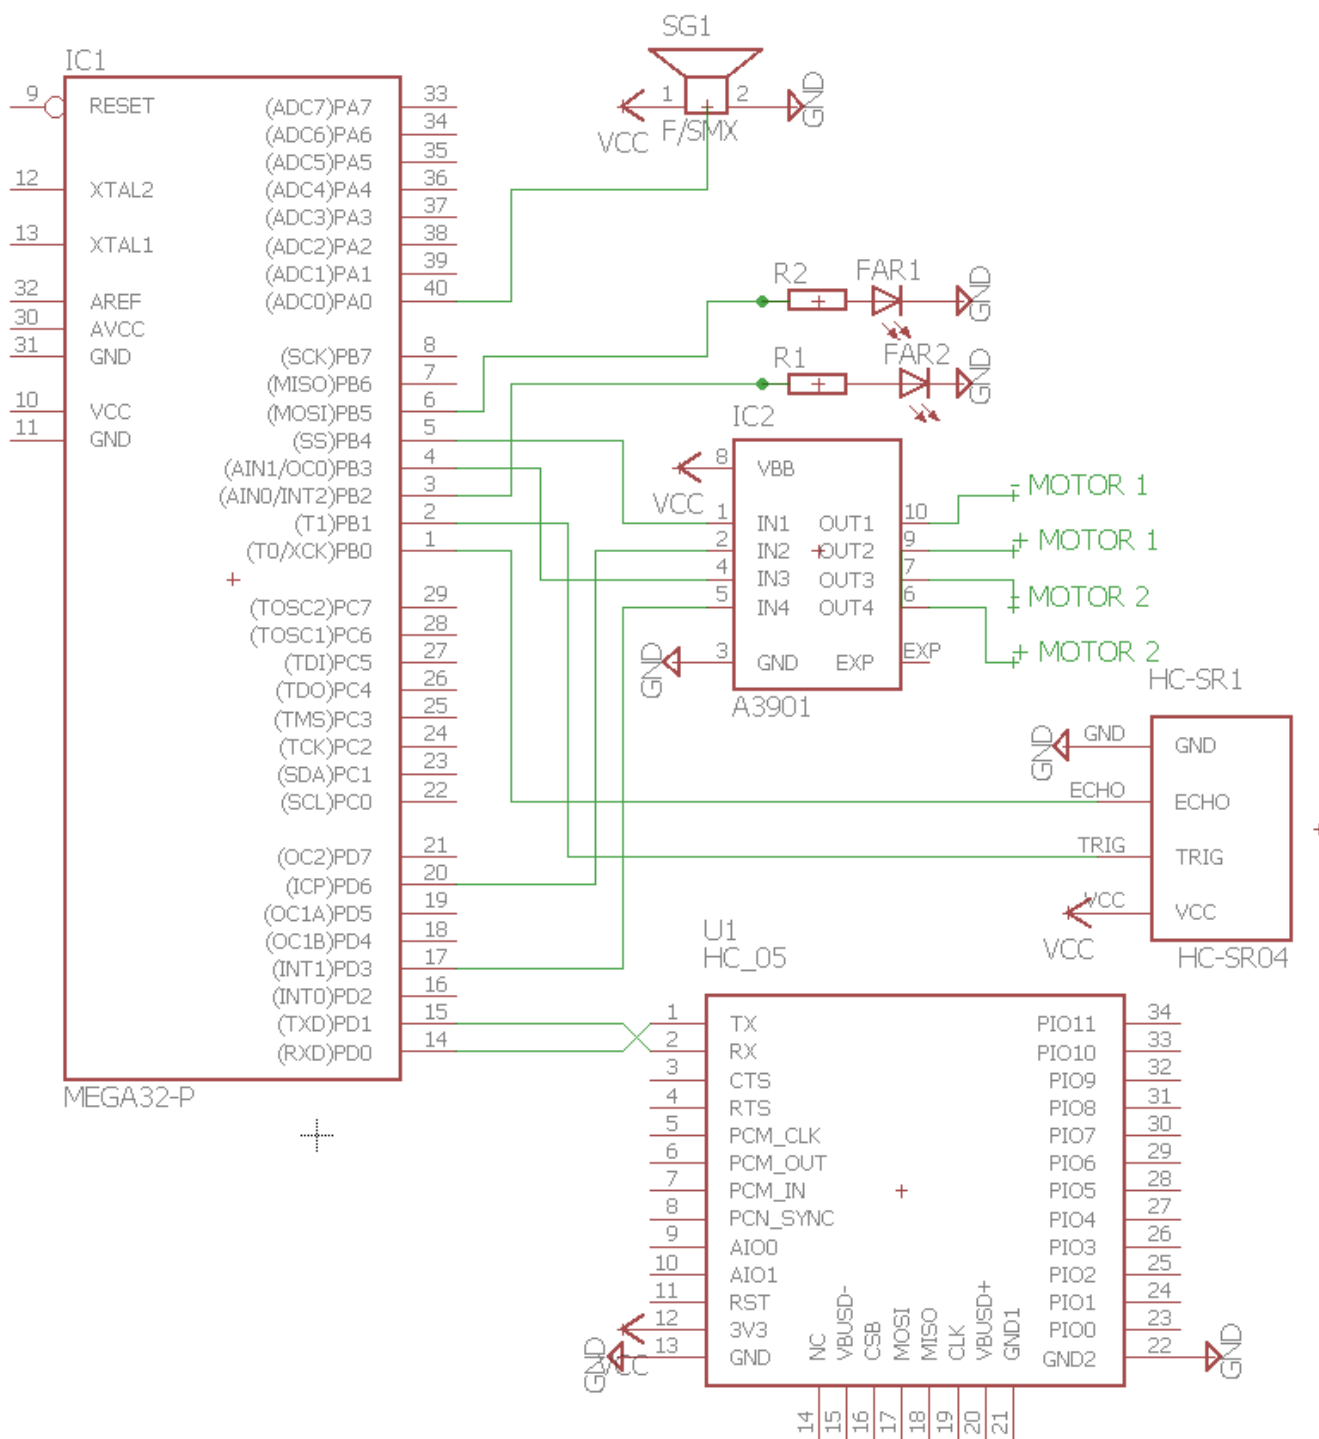 SG1
1
2
GND
VCC
F/SMX
IC1
9
RESET
12
XTAL2
13
XTAL1
32
AREF
30
AVCC
31
GND
10
VCC
11
GND
(ADC7)PA7
33
(ADC6)PA6
34
(ADC5)PA5
35
(ADC4)PA4
36
(ADC3)PA3
37
(ADC2)PA2
38
(ADC1)PA1
39
(ADC0)PA0
40
(SCK)PB7
8
(MISO)PB6
7
(MOSI)PB5
6
(SS)PB4
5
(AIN1/OC0)PB3
4
(AIN0/INT2)PB2
3
(T1)PB1
2
(T0/XCK)PB0
1
(TOSC2)PC7
29
(TOSC1)PC6
28
(TDI)PC5
27
(TDO)PC4
26
(TMS)PC3
25
(TCK)PC2
24
(SDA)PC1
23
(SCL)PC0
22
(OC2)PD7
21
(ICP)PD6
20
(OC1A)PD5
19
(OC1B)PD4
18
(INT1)PD3
17
(INT0)PD2
16
(TXD)PD1
15
(RXD)PD0
14
MEGA32-P
R2
FAR1
GND
R1
FAR2
GND
IC2
8
VBB
VCC
1
IN1
2
IN2
4
IN3
5
IN4
3
GND
GND
OUT1
10
OUT2
9
OUT3
7
OUT4
6
EXP
EXP
A3901
- MOTOR 1
+ MOTOR 1
- MOTOR 2
+ MOTOR 2
HC-SR1
GND
GND
GND
ECHO
ECHO
TRIG
TRIG
VCC
VCC
VCC
HC-SR04
U1
HC_05
1
TX
2
RX
3
CTS
4
RTS
5
PCM_CLK
6
PCM_OUT
7
PCM_IN
8
PCN_SYNC
9
AIO0
10
AIO1
11
RST
12
3V3
13
GND
GND
VCC
NC
VBUSD-
CSB
MOSI
MISO
CLK
VBUSD+
GND1
14
15
16
17
18
19
20
21
PIO11
34
PIO10
33
PIO9
32
PIO8
31
PIO7
30
PIO6
29
PIO5
28
PIO4
27
PIO3
26
PIO2
25
PIO1
24
PIO0
23
GND2
22
GND